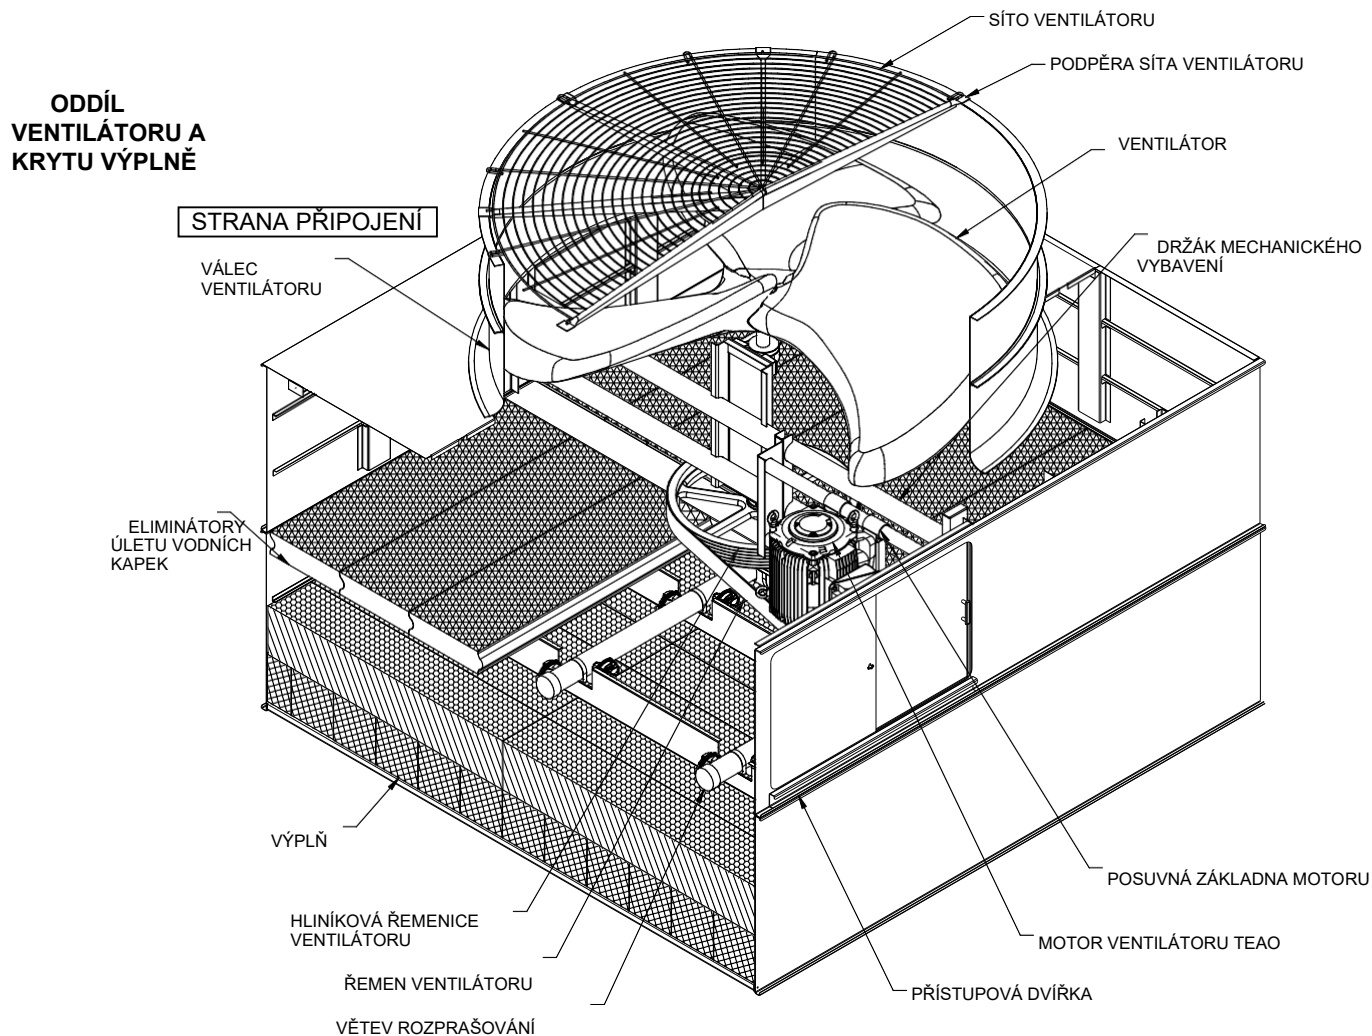 SÍTO VENTILÁTORU
PODPĚRA SÍTA VENTILÁTORU
ODDÍL
VENTILÁTORU A
KRYTU VÝPLNĚ
VENTILÁTOR
STRANA PŘIPOJENÍ
DRŽÁK MECHANICKÉHO
VYBAVENÍ
VÁLEC
VENTILÁTORU
ELIMINÁTORY
ÚLETU VODNÍCH
KAPEK
VÝPLŇ
POSUVNÁ ZÁKLADNA MOTORU
HLINÍKOVÁ ŘEMENICE
VENTILÁTORU
MOTOR VENTILÁTORU TEAO
ŘEMEN VENTILÁTORU
PŘÍSTUPOVÁ DVÍŘKA
VĚTEV ROZPRAŠOVÁNÍ